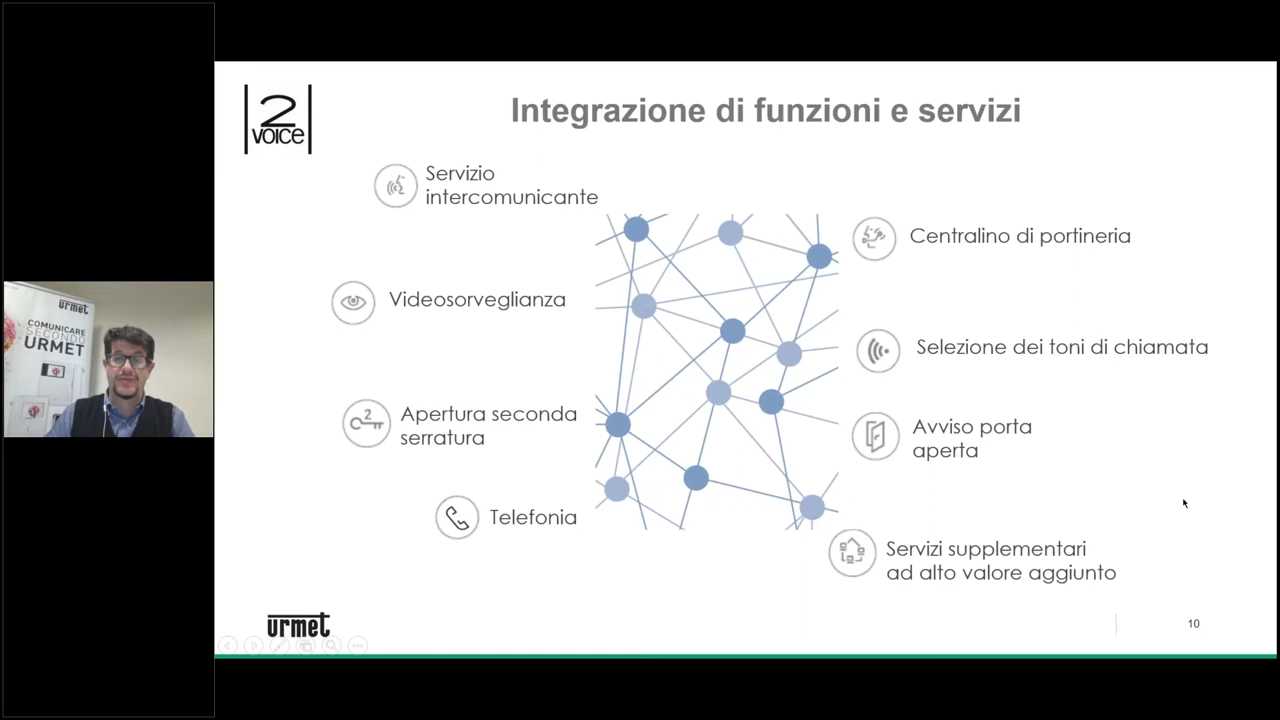 2
VOICE
Integrazione di funzioni e servizi
Servizio
intercomunicante
Centralino di portineria
Videosorveglianza
Selezione dei toni di chiamata
Apertura seconda
serratura
2
Avviso porta
aperta
Telefonia
Servizi supplementari
ad alto valore aggiunto
urmet
10
urmet
COMUNICARE
SECONDO
URMET